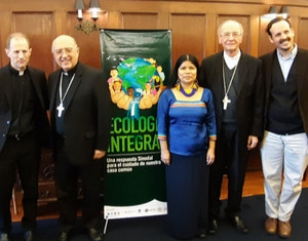 ECOLOGÍA
INTEGRAL
Una respuesta Sinodal
para el cuidado de nuestra
casa común